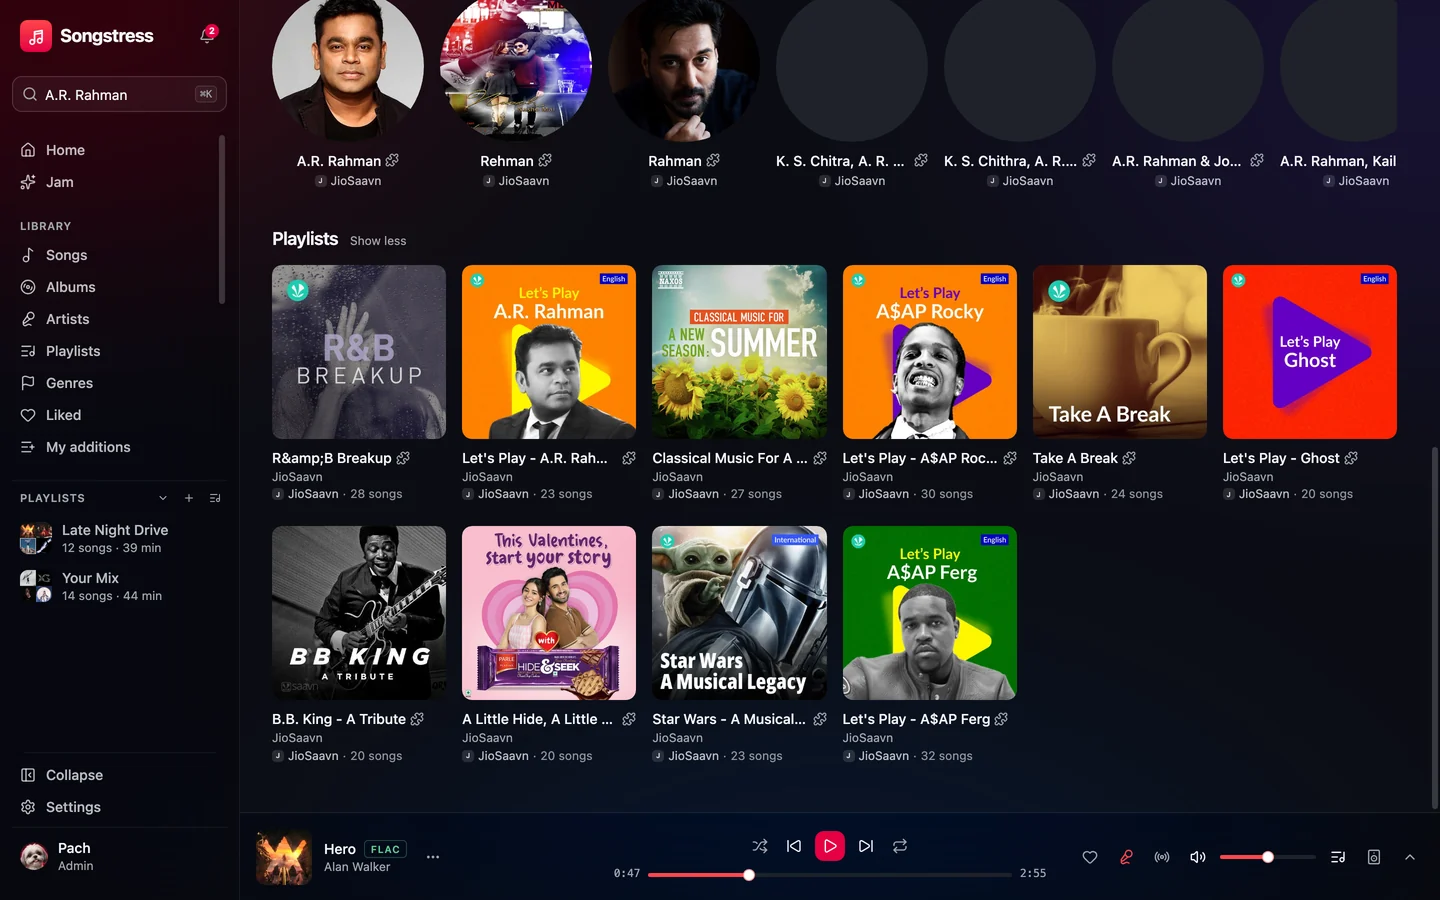 Songstress
2
A.R. Rahman
⌘K
Home
Jam
LIBRARY
Songs
Albums
Artists
Playlists
Genres
Liked
My additions
PLAYLISTS
Late Night Drive
12 songs · 39 min
Your Mix
14 songs · 44 min
Collapse
Settings
Pach
Admin
A.R. Rahman
J JioSaavn
Rehman
J JioSaavn
Rahman
J JioSaavn
K. S. Chitra, A. R. ...
J JioSaavn
K. S. Chithra, A. R....
J JioSaavn
A.R. Rahman & Jo...
J JioSaavn
A.R. Rahman, Kail
J JioSaavn
Playlists Show less
R&B
BREAKUP
R&amp;B Breakup
JioSaavn
J JioSaavn · 28 songs
English
Let's Play
A.R. Rahman
Let's Play - A.R. Rah...
JioSaavn
J JioSaavn · 23 songs
NAXOS
CLASSICAL MUSIC FOR
A NEW
SEASON: SUMMER
Classical Music For A ...
JioSaavn
J JioSaavn · 27 songs
English
Let's Play
A$AP Rocky
Let's Play - A$AP Roc...
JioSaavn
J JioSaavn · 30 songs
Take A Break
Take A Break
JioSaavn
J JioSaavn · 24 songs
English
Let's Play
Ghost
Let's Play - Ghost
JioSaavn
J JioSaavn · 20 songs
BB KING
A TRIBUTE
saavn
B.B. King - A Tribute
JioSaavn
J JioSaavn · 20 songs
This Valentines,
start your story
with
PARLE
HIDE & SEEK
A Little Hide, A Little ...
JioSaavn
J JioSaavn · 20 songs
International
Star Wars
A Musical Legacy
Star Wars - A Musical...
JioSaavn
J JioSaavn · 23 songs
English
Let's Play
A$AP Ferg
Let's Play - A$AP Ferg
JioSaavn
J JioSaavn · 32 songs
Hero FLAC
Alan Walker
0:47
2:55